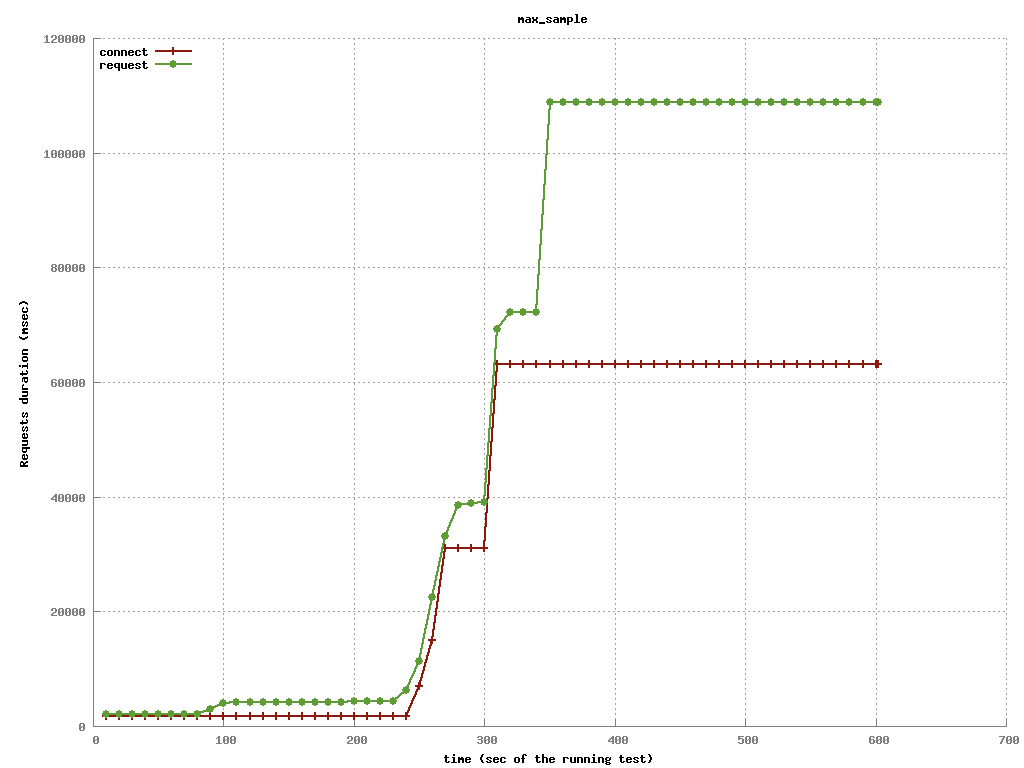 max_sample
120000
connect
request
100000
80000
60000
40000
20000
0
0 100 200 300 400 500 600 700
Requests duration (msec)
time (sec of the running test)